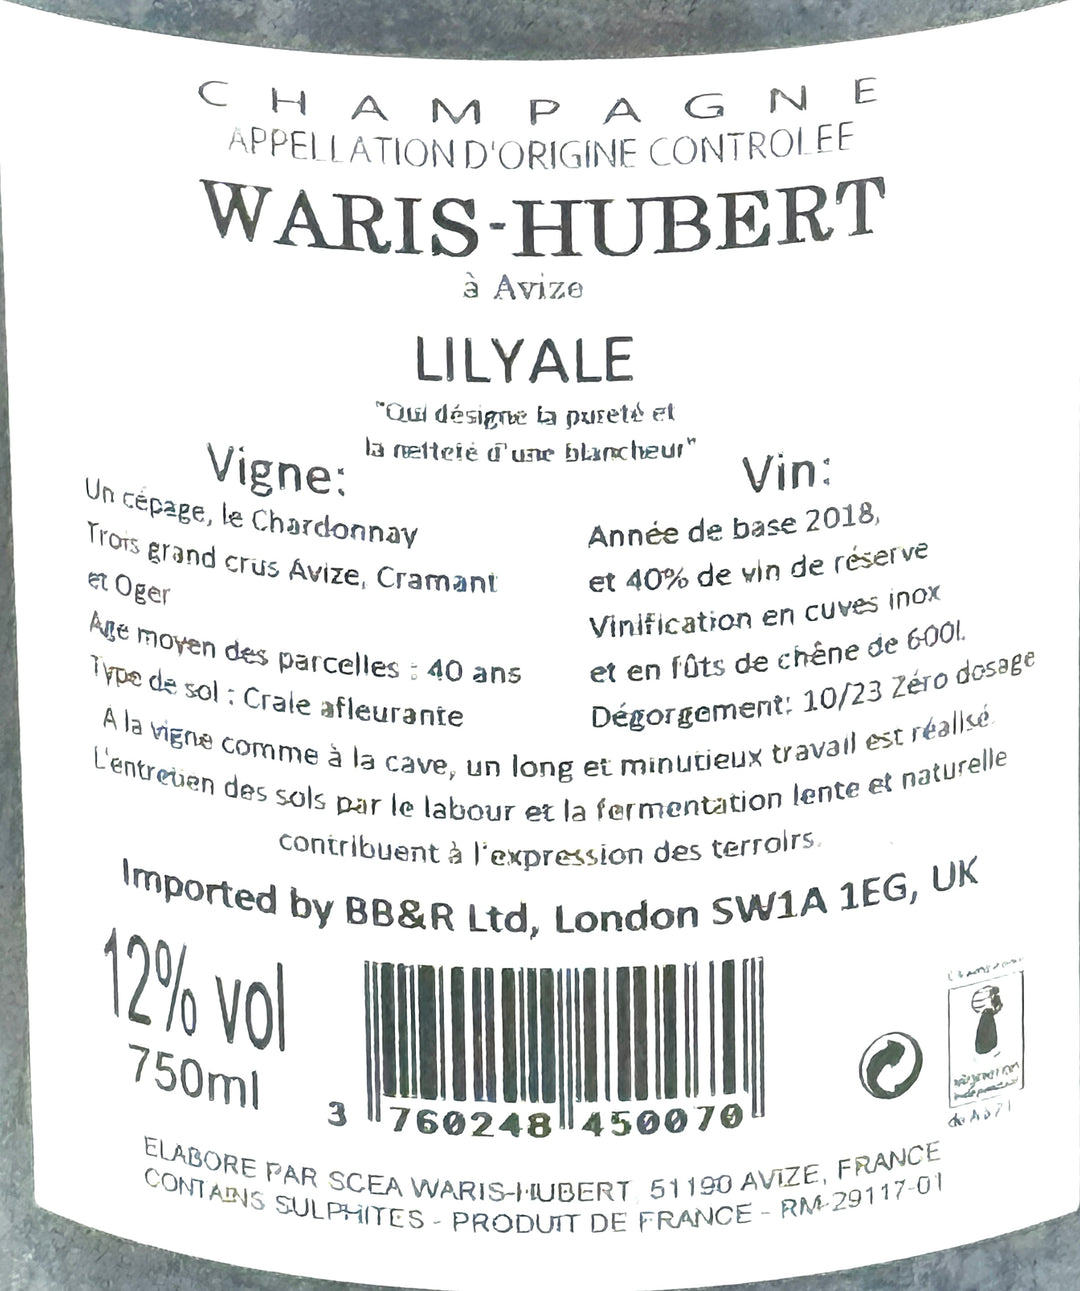 CHAMPAGNE
APPELLATION D'ORIGINE CONTROLEE
WARIS-HUBERT
à Avize
LILYALE
"Qui désigne la pureté et
la netteté d'une blancheur"
Vigne:
Un cépage, le Chardonnay
Trois grand crus Avize, Cramant
et Oger
Age moyen des parcelles : 40 ans
Type de sol : Craie afleurante
Vin:
Année de base 2018,
et 40% de vin de réserve
Vinification en cuves inox
et en fûts de chêne de 600L
Dégorgement: 10/23 Zéro dosage
A la vigne comme à la cave, un long et minutieux travail est réalisé.
L'entretien des sols par le labour et la fermentation lente et naturelle
contribuent à l'expression des terroirs.
Imported by BB&R Ltd, London SW1A 1EG, UK
12% vol
750ml
3 760248 450070
de A à Z !
ELABORE PAR SCEA WARIS-HUBERT 51190 AVIZE, FRANCE
CONTAINS SULPHITES - PRODUIT DE FRANCE - RM-29117-01